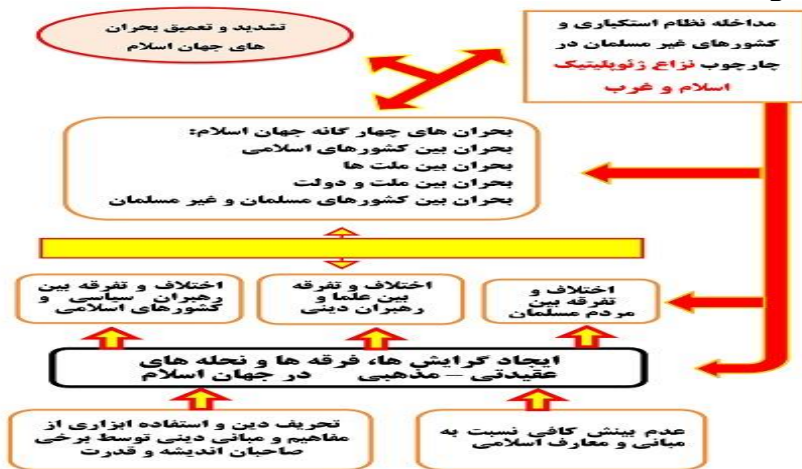 مداخله نظام استکباری و
کشورهای غیر مسلمان در
چارچوب نزاع ژئوپلیتیک
اسلام و غرب
تشدید و تعمیق بحران
های جهان اسلام
بحران های چهار گانه جهان اسلام:
بحران بین کشورهای اسلامی
بحران بین ملت ها
بحران بین ملت و دولت
بحران بین کشورهای مسلمان و غیر مسلمان
اختلاف و
تفرقه بین
مردم مسلمان
اختلاف و تفرقه
بین علما و
رهبران دینی
اختلاف و تفرقه بین
رهبران سیاسی و
کشورهای اسلامی
ایجاد گرایش ها، فرقه ها و نحله های
عقیدتی – مذهبی در جهان اسلام
عدم بینش کافی نسبت به
مبانی و معارف اسلامی
تحریف دین و استفاده ابزاری از
مفاهیم و مبانی دینی توسط برخی
صاحبان اندیشه و قدرت